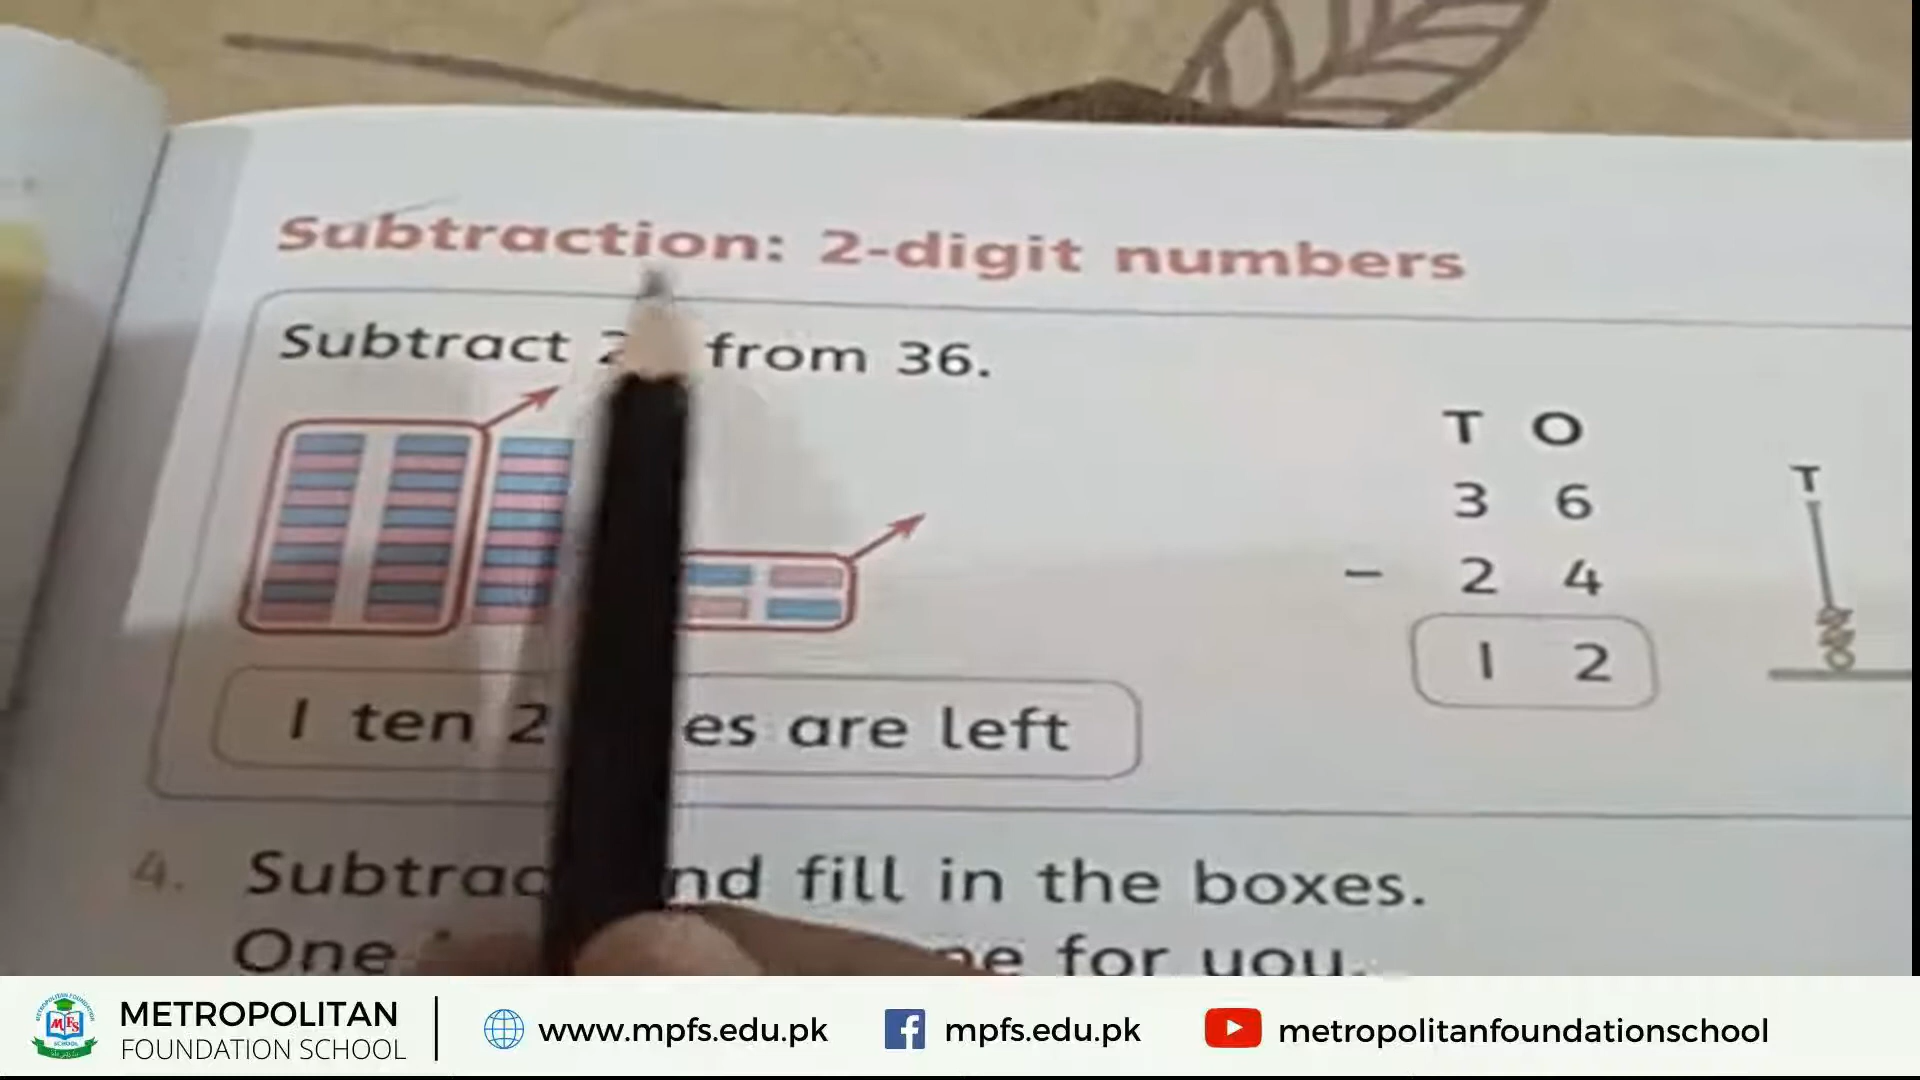 Subtraction: 2-digit numbers
Subtract 2 from 36.
T O
3 6
- 2 4
1 2
T
1 ten 2 es are left
4. Subtrac nd fill in the boxes.
One ne for you.
METROPOLITAN
FOUNDATION SCHOOL
www.mpfs.edu.pk
mpfs.edu.pk
metropolitanfoundationschool